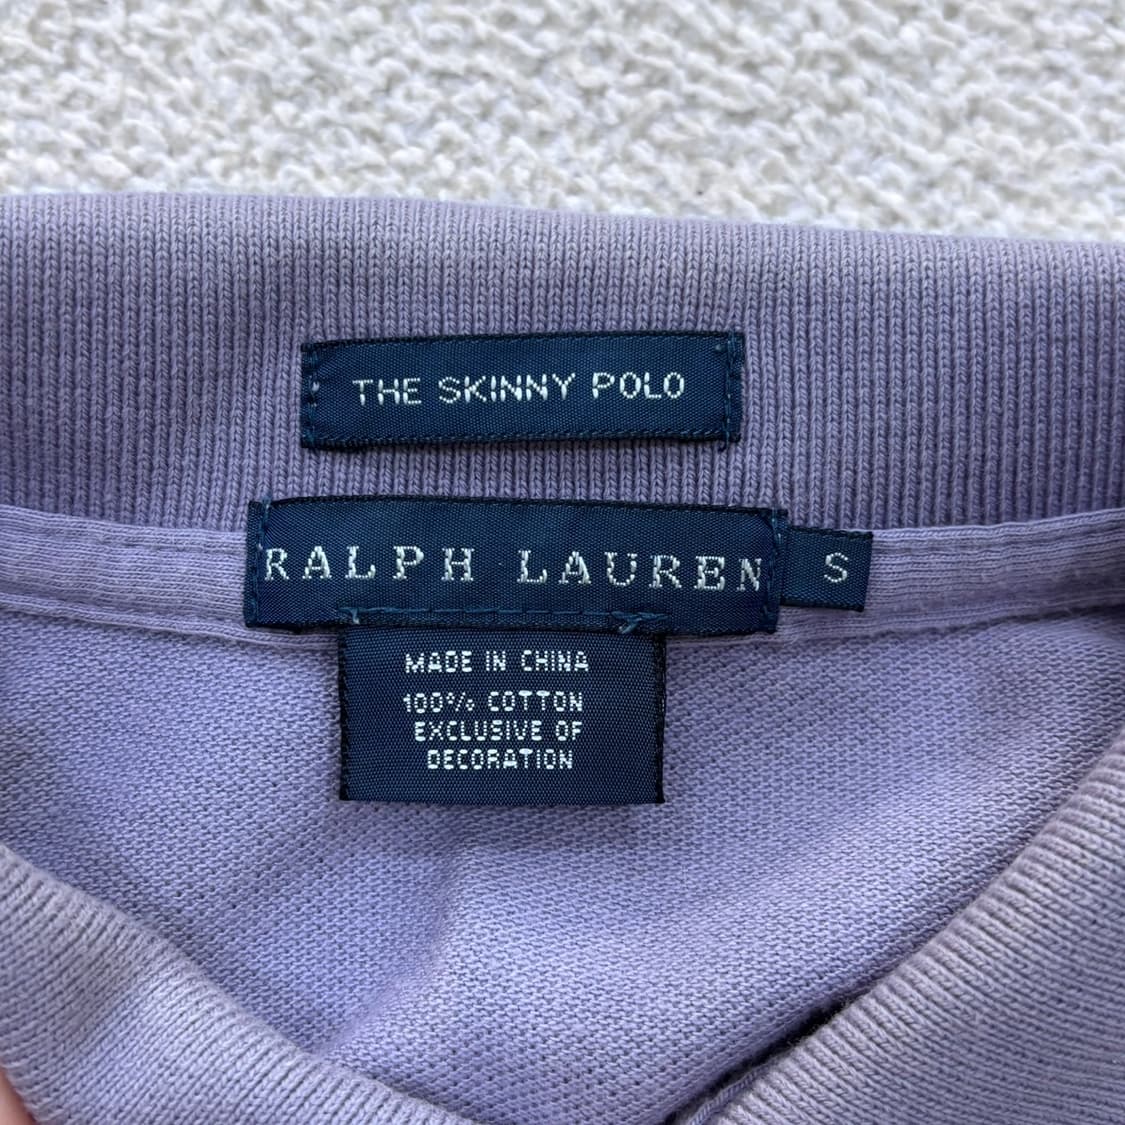 THE SKINNY POLO
RALPH LAUREN
S
MADE IN CHINA
100% COTTON
EXCLUSIVE OF
DECORATION